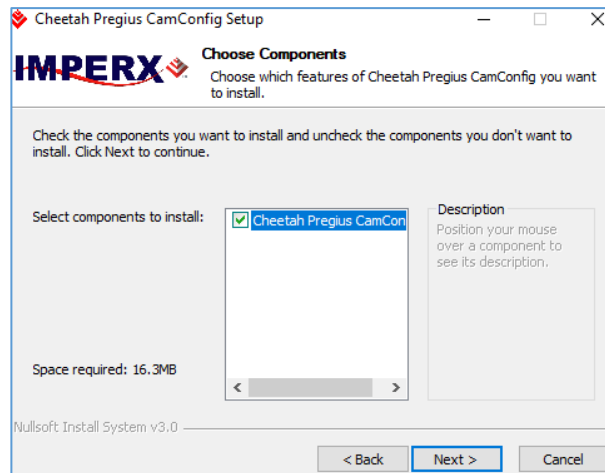 Cheetah Pregius CamConfig Setup
IMPERX
Choose Components
Choose which features of Cheetah Pregius CamConfig you want
to install.
Check the components you want to install and uncheck the components you don't want to
install. Click Next to continue.
Select components to install:
Cheetah Pregius CamCon
Description
Position your mouse
over a component to
see its description.
Space required: 16.3MB
Nullsoft Install System v3.0
< Back
Next >
Cancel